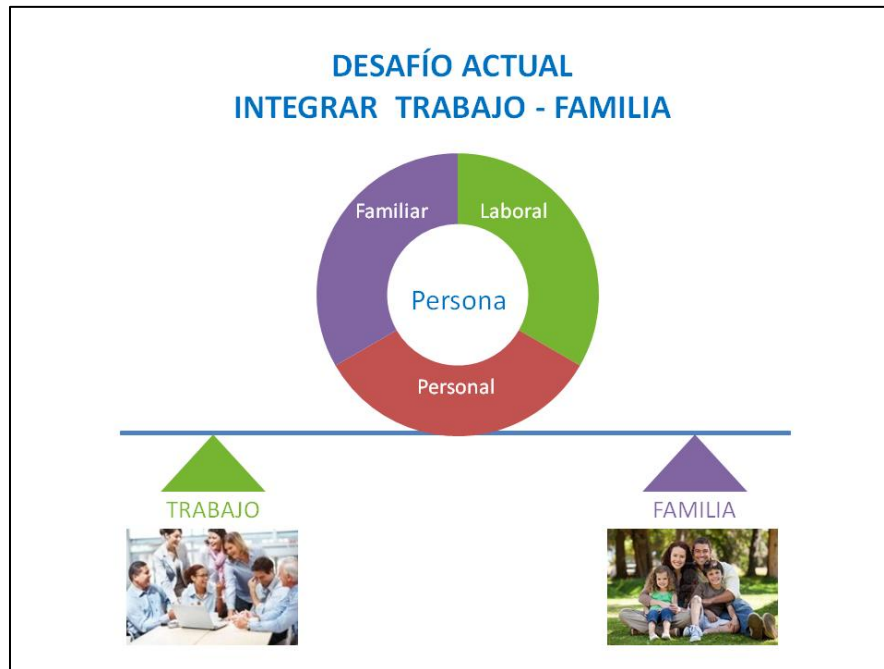 DESAFÍO ACTUAL
INTEGRAR TRABAJO - FAMILIA
Familiar
Laboral
Persona
Personal
TRABAJO
FAMILIA